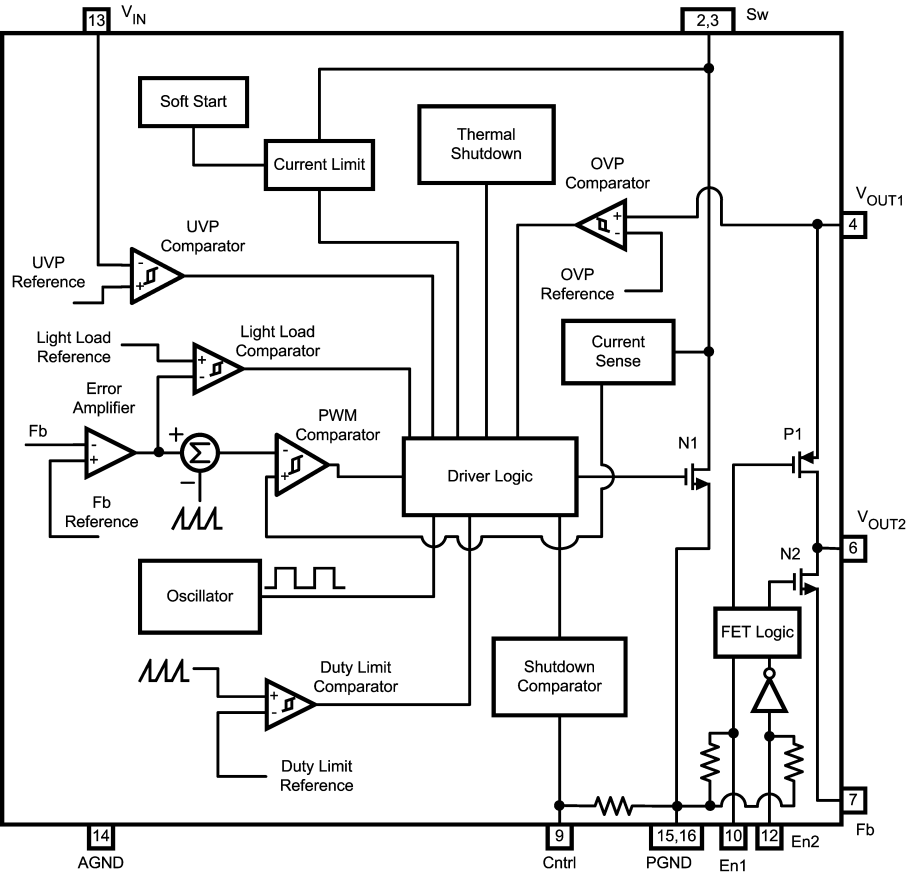 13
VIN
2,3
Sw
Soft Start
Current Limit
Thermal
Shutdown
OVP
Comparator
+
-
VOUT1
4
UVP
Comparator
UVP
Reference
-
+
OVP
Reference
Light Load
Reference
Light Load
Comparator
+
-
Current
Sense
Error
Amplifier
Fb
-
+
+
Σ
−
PWM
Comparator
-
+
Driver Logic
N1
P1
Fb
Reference
VOUT2
6
N2
Oscillator
FET Logic
Duty Limit
Comparator
+
-
Shutdown
Comparator
Duty Limit
Reference
7
Fb
14
AGND
9
Cntrl
15,16
PGND
10
En1
12
En2